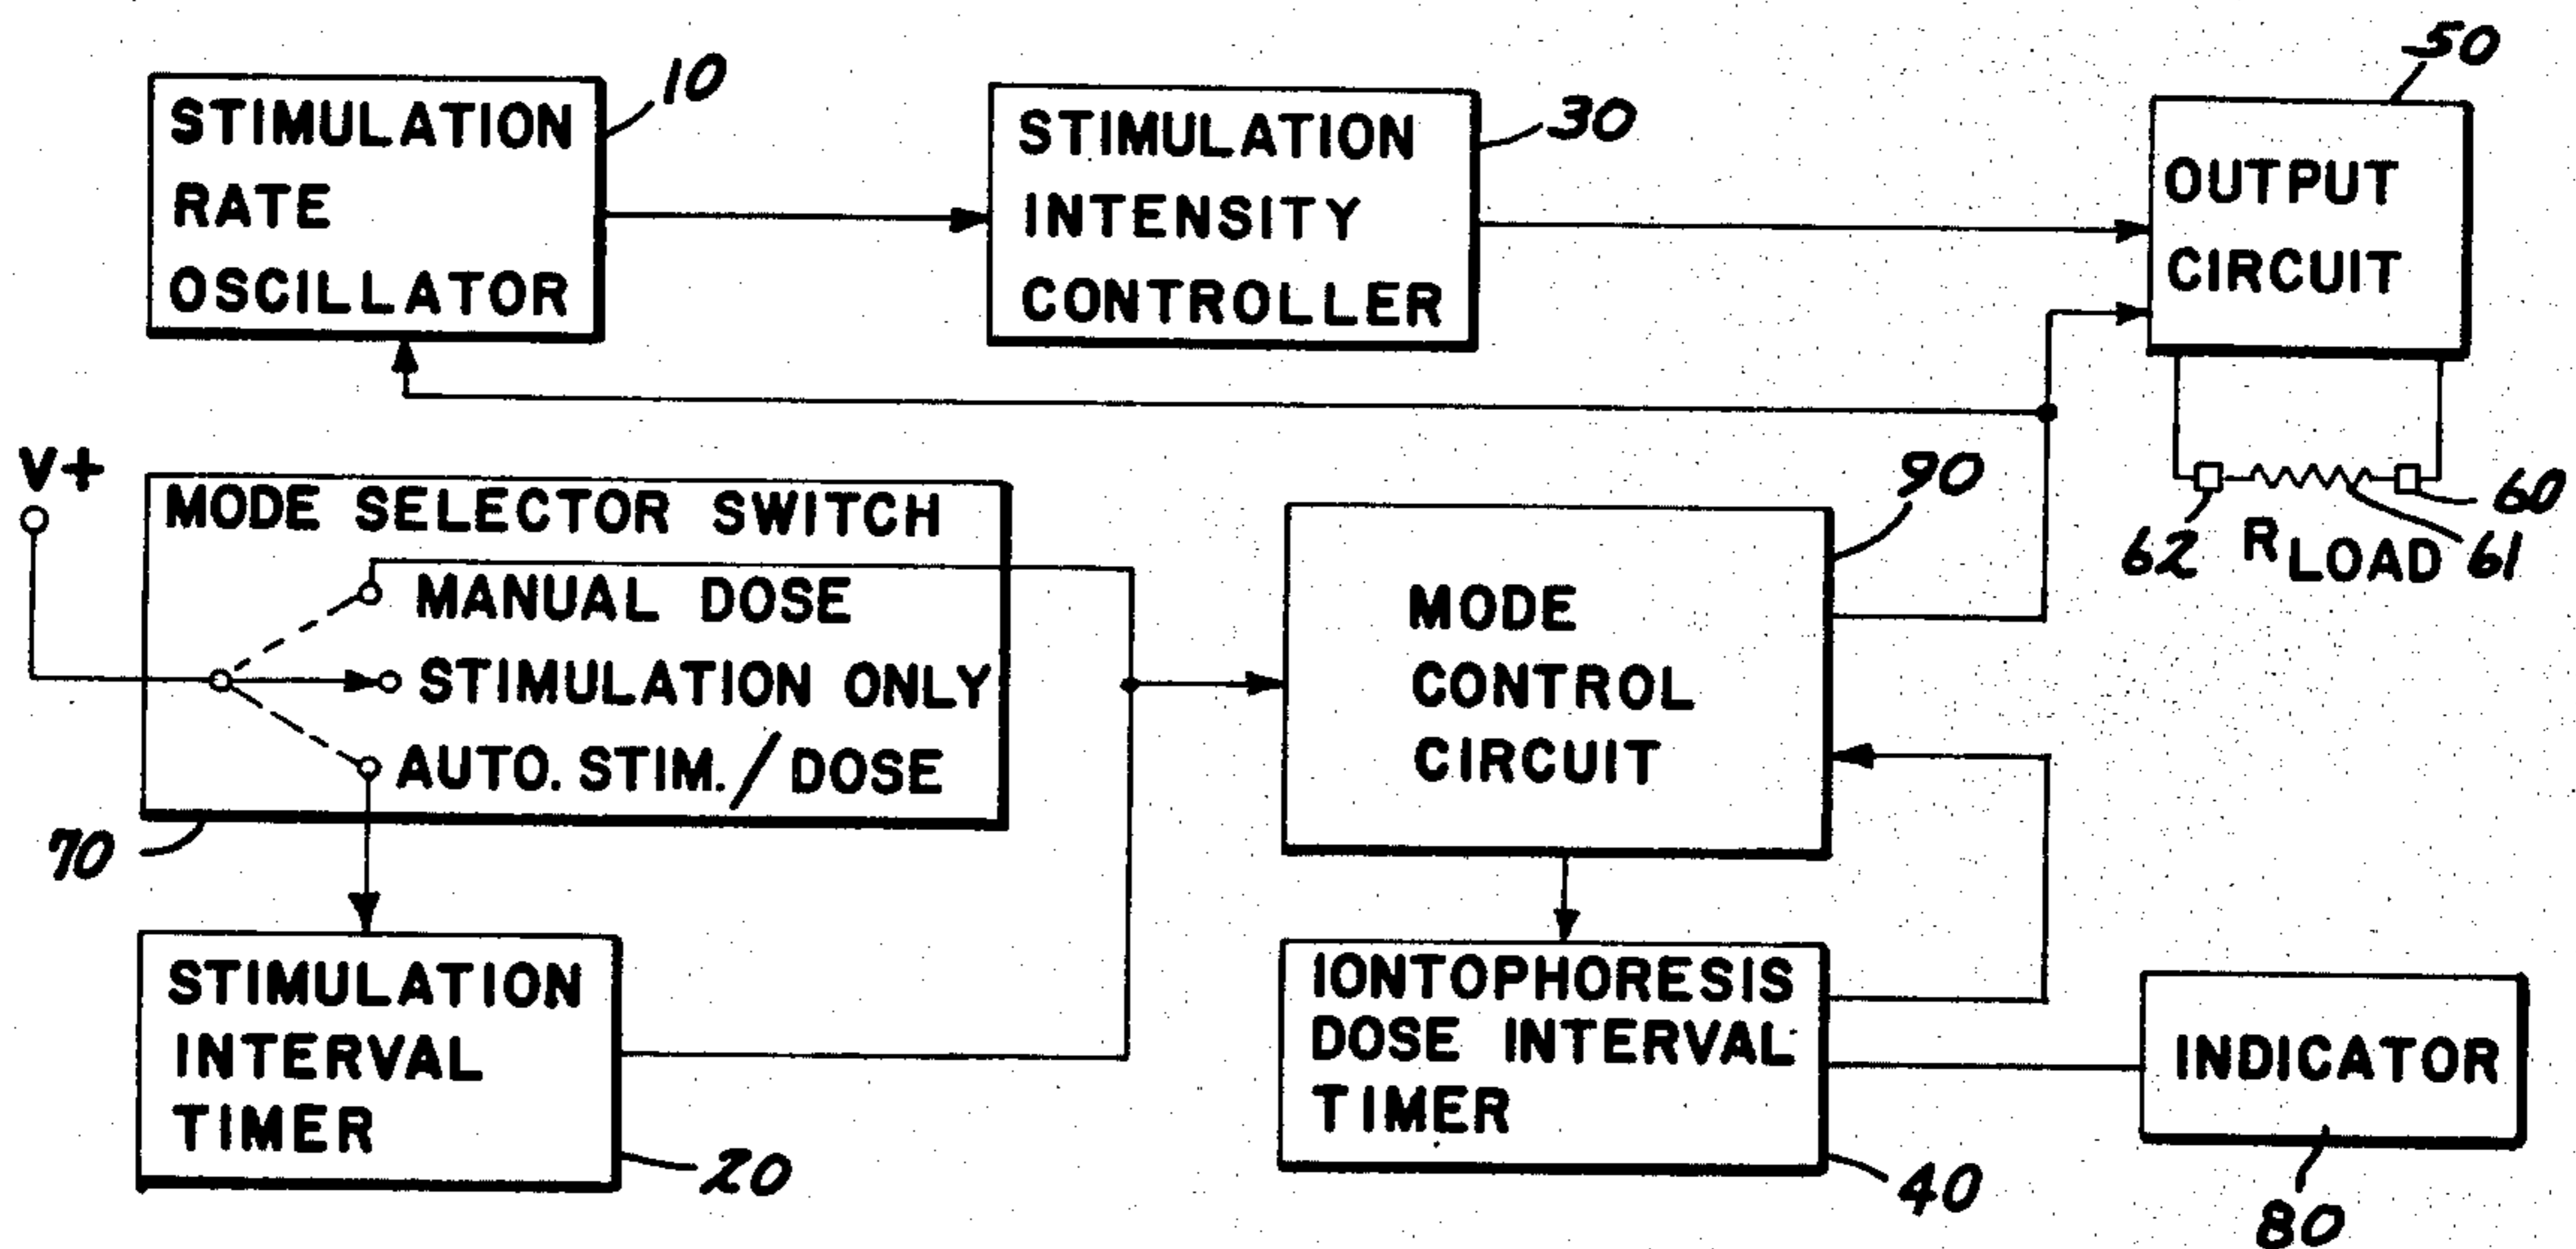 STIMULATION
RATE
OSCILLATOR
10
STIMULATION
INTENSITY
CONTROLLER
30
50
OUTPUT
CIRCUIT
60
62
R LOAD
61
V+
MODE SELECTOR SWITCH
MANUAL DOSE
STIMULATION ONLY
AUTO. STIM./DOSE
70
90
MODE
CONTROL
CIRCUIT
STIMULATION
INTERVAL
TIMER
20
IONTOPHORESIS
DOSE INTERVAL
TIMER
40
INDICATOR
80